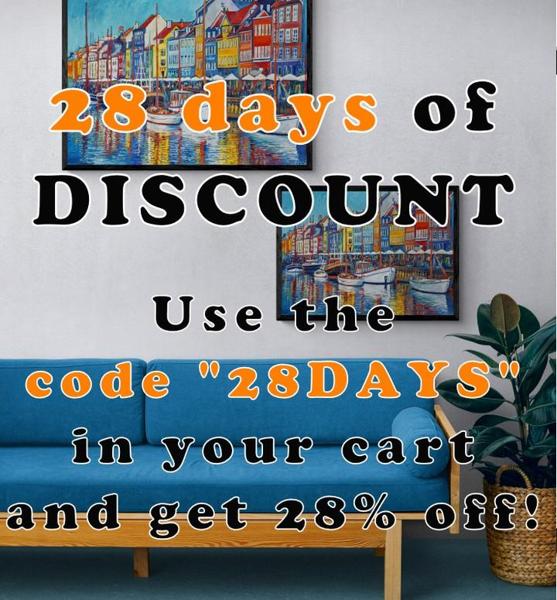 28 days of
DISCOUNT
Use the
code "28DAYS"
in your cart
and get 28% off!